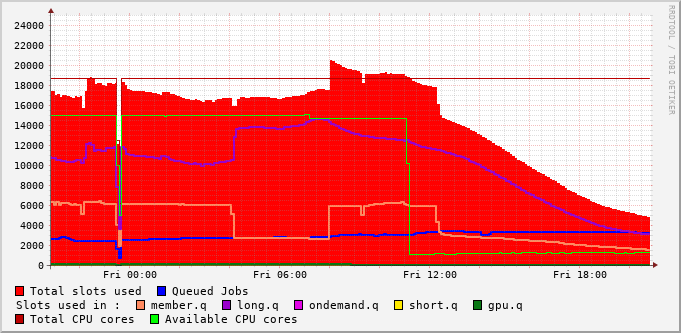 24000
22000
20000
18000
16000
14000
12000
10000
8000
6000
4000
2000
0
Fri 00:00 Fri 06:00 Fri 12:00 Fri 18:00
RRDTOOL / TOBI OETIKER
Total slots used Queued Jobs
Slots used in : member.q long.q ondemand.q short.q gpu.q
Total CPU cores Available CPU cores